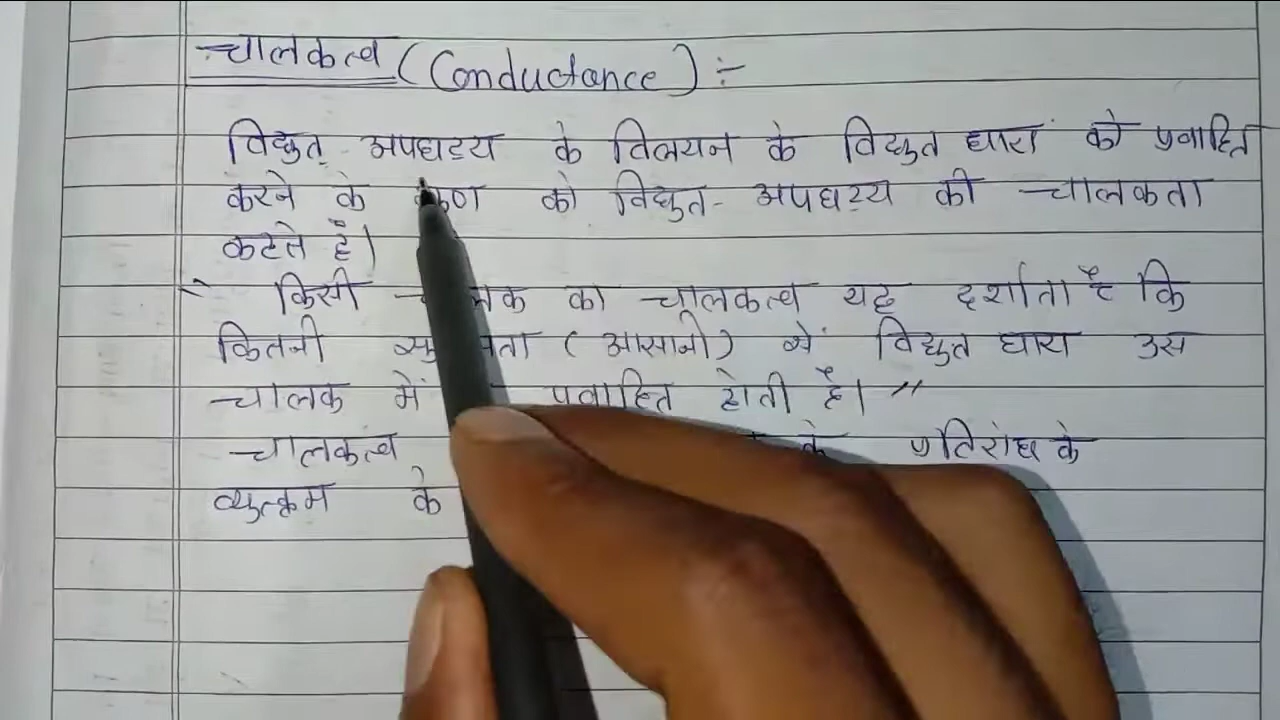 चालकत्व (Conductance) :-
विद्युत् अपघट्य के विलयन के विद्युत धारा को प्रवाहित
करने के को विद्युत- अपघट्य की चालकता
कहते है।
किसी का चालकत्व यह दर्शाता है कि
कितनी (आसानी) से विद्युत धारा उस
चालक में प्रवाहित होती है। "
चालकत्व के प्रतिरोध के
व्युत्क्रम के